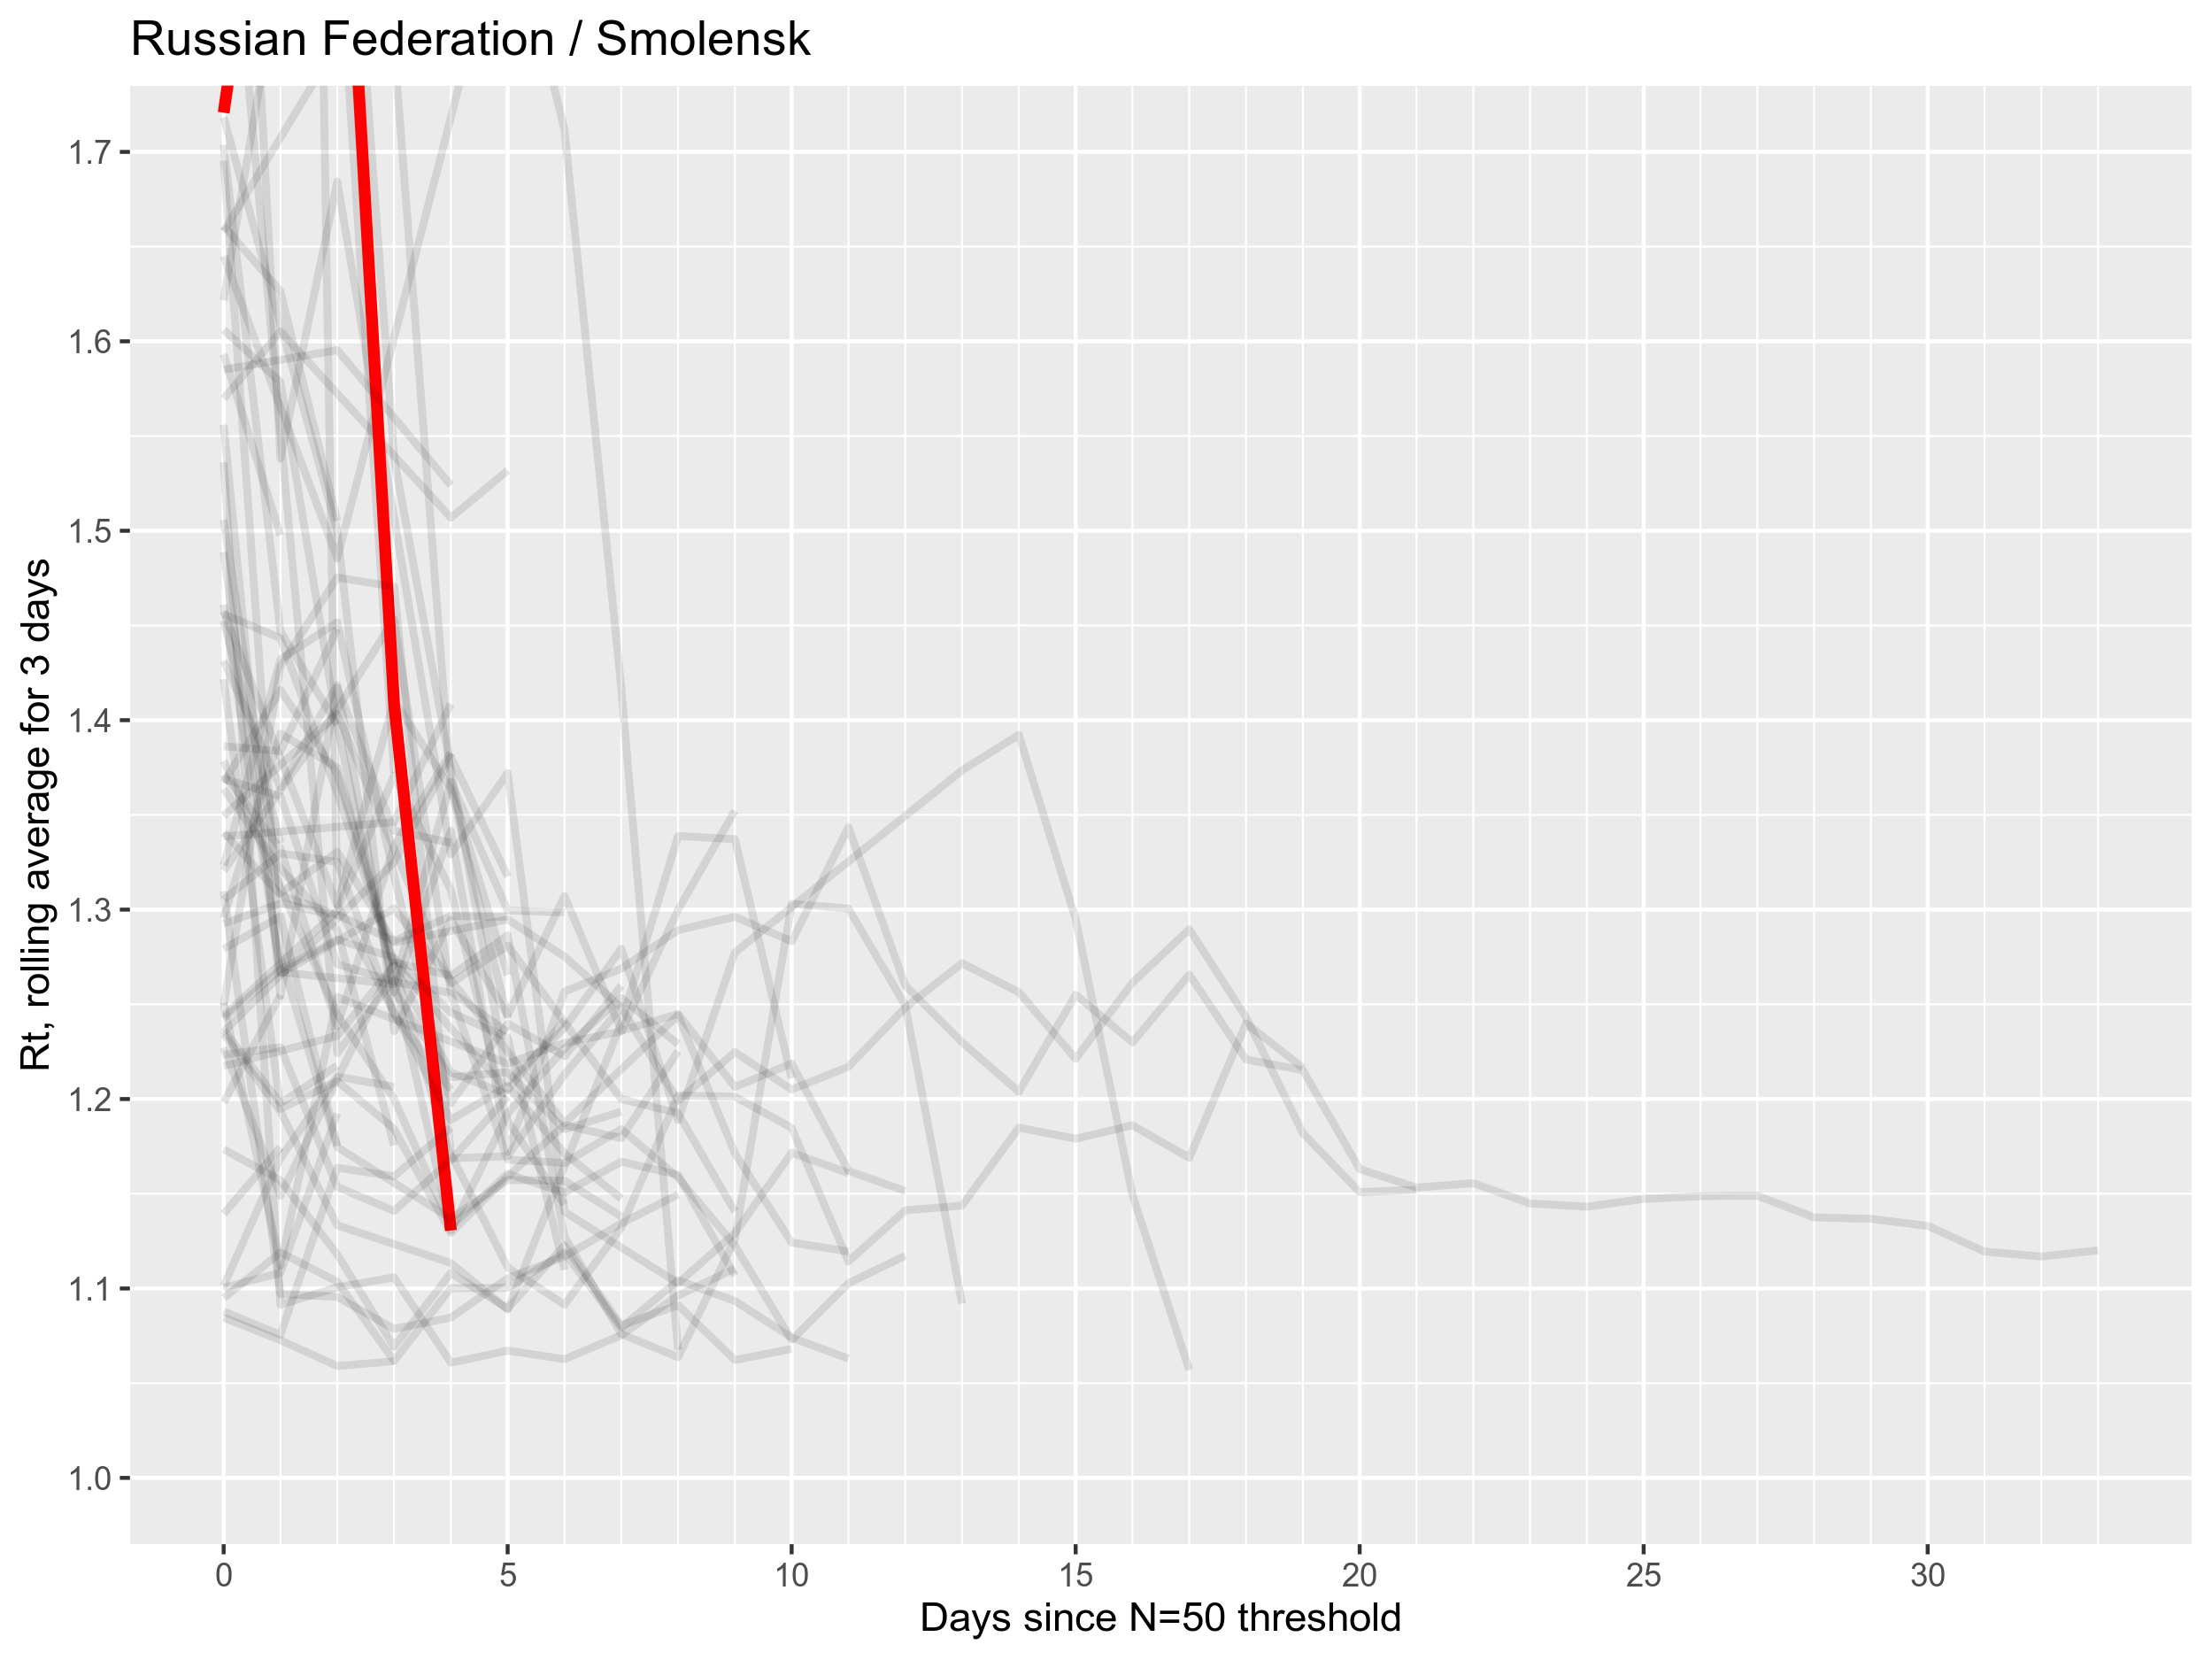 Russian Federation / Smolensk
Rt, rolling average for 3 days
1.7
1.6
1.5
1.4
1.3
1.2
1.1
1.0
0 5 10 15 20 25 30
Days since N=50 threshold